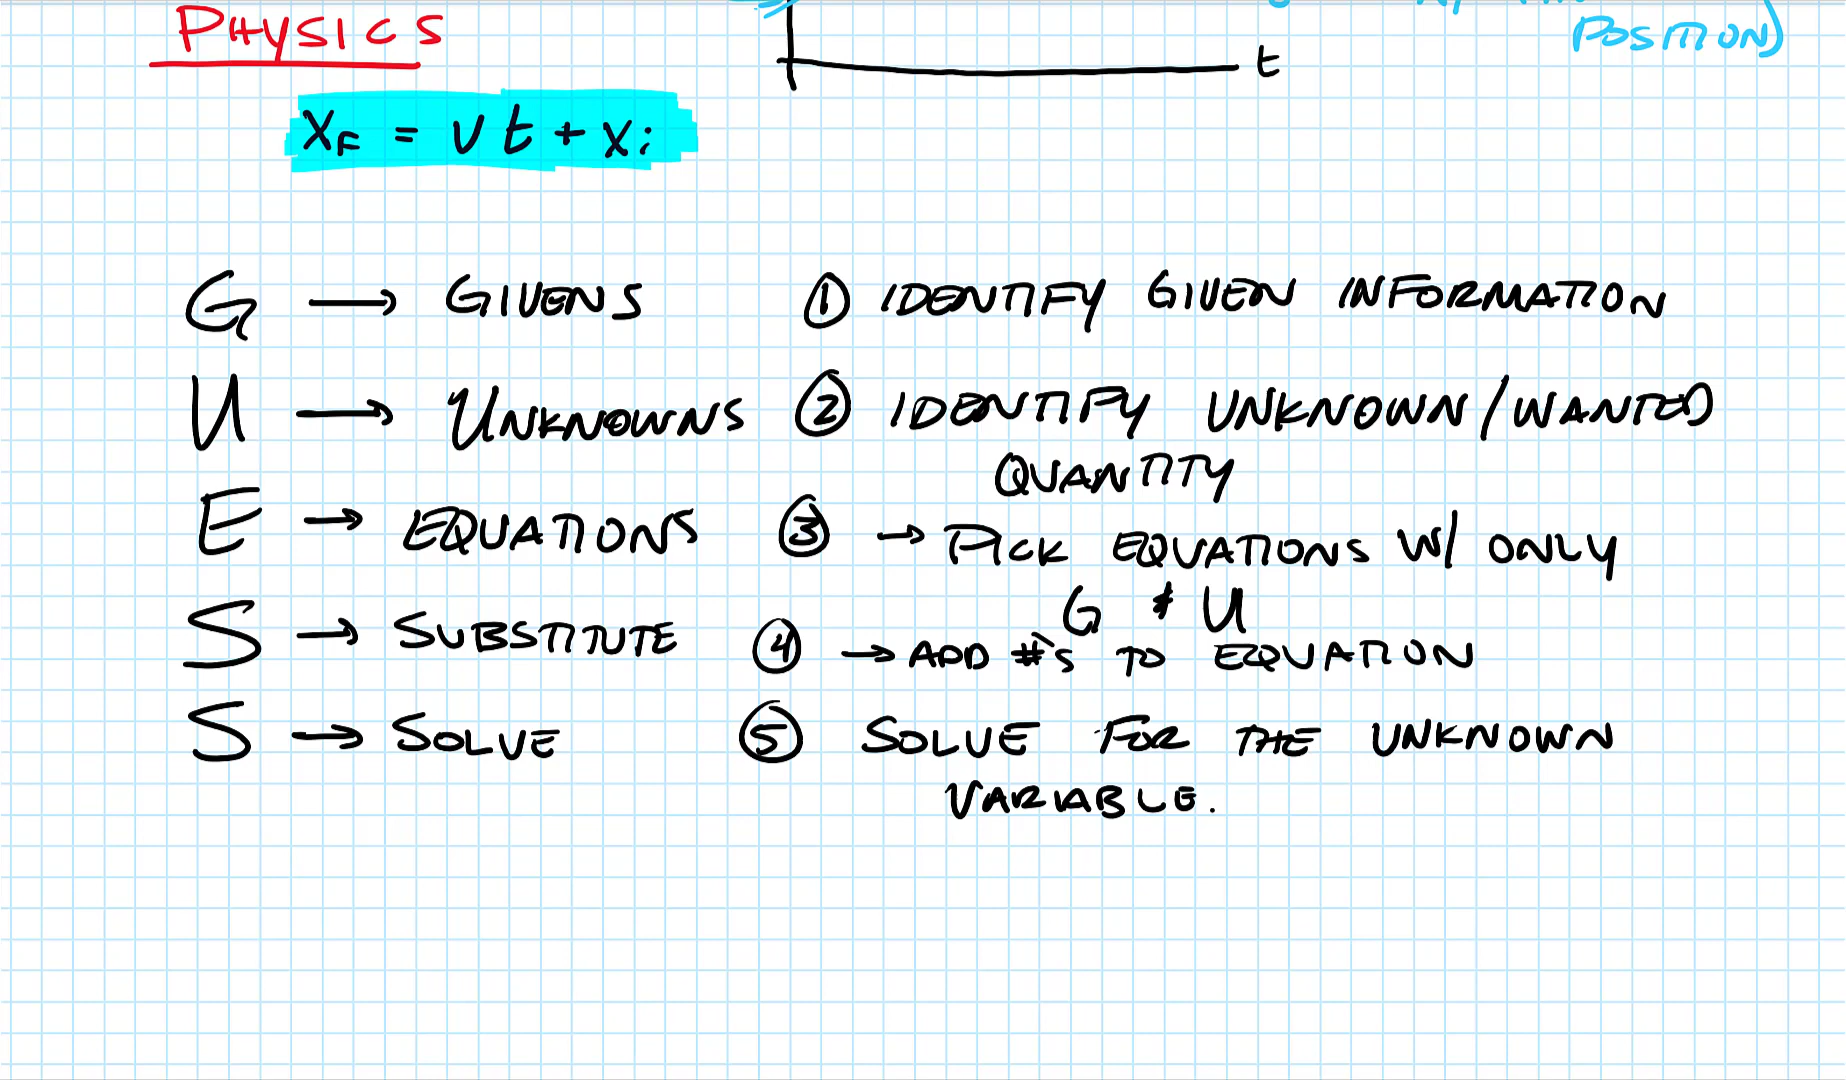 PHYSICS
t
POSITION)
XF = vt + Xi
G → GIVENS ① IDENTIFY GIVEN INFORMATION
U → UNKNOWNS ② IDENTIFY UNKNOWN/WANTED
QUANTITY
E → EQUATIONS ③ → PICK EQUATIONS W/ ONLY
G & U
S → SUBSTITUTE ④ → ADD #'S TO EQUATION
S → SOLVE ⑤ SOLVE FOR THE UNKNOWN
VARIABLE.